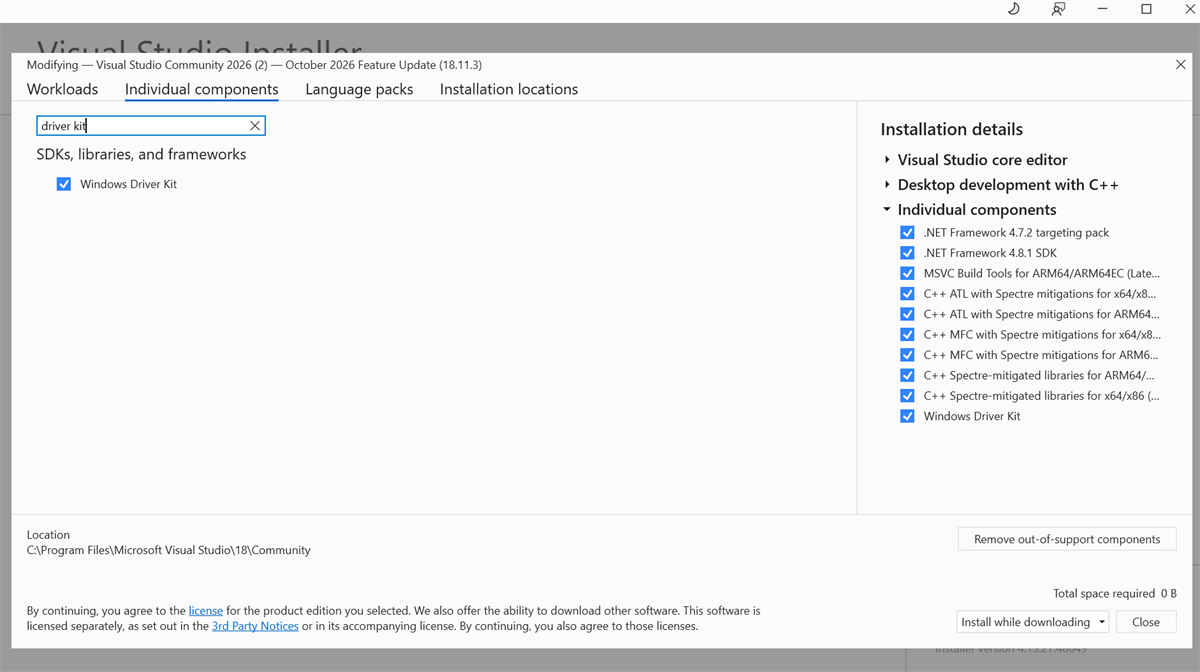 Visual Studio Installer
Modifying — Visual Studio Community 2026 (2) — October 2026 Feature Update (18.11.3)
Workloads
Individual components
Language packs
Installation locations
driver kit
SDKs, libraries, and frameworks
Windows Driver Kit
Installation details
Visual Studio core editor
Desktop development with C++
Individual components
.NET Framework 4.7.2 targeting pack
.NET Framework 4.8.1 SDK
MSVC Build Tools for ARM64/ARM64EC (Late...
C++ ATL with Spectre mitigations for x64/x8...
C++ ATL with Spectre mitigations for ARM64...
C++ MFC with Spectre mitigations for x64/x8...
C++ MFC with Spectre mitigations for ARM6...
C++ Spectre-mitigated libraries for ARM64/...
C++ Spectre-mitigated libraries for x64/x86 (...
Windows Driver Kit
Location
C:\Program Files\Microsoft Visual Studio\18\Community
Remove out-of-support components
Total space required 0 B
By continuing, you agree to the license for the product edition you selected. We also offer the ability to download other software. This software is
licensed separately, as set out in the 3rd Party Notices or in its accompanying license. By continuing, you also agree to those licenses.
Install while downloading
Close
Installer version